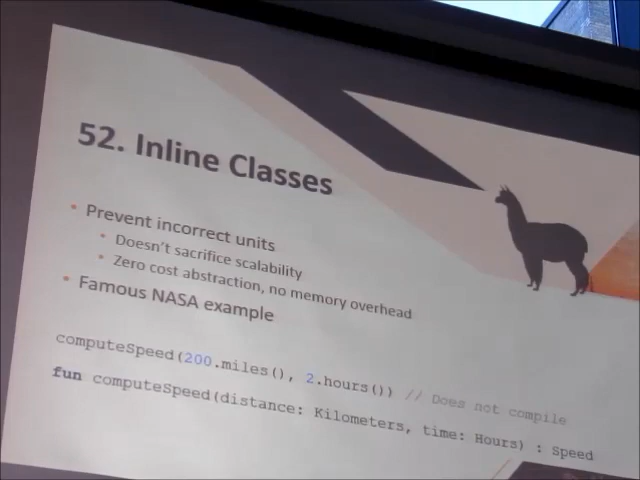 52. Inline Classes
• Prevent incorrect units
• Doesn't sacrifice scalability
• Zero cost abstraction, no memory overhead
• Famous NASA example
computeSpeed(200.miles(), 2.hours()) // Does not compile
fun computeSpeed(distance: Kilometers, time: Hours) : Speed